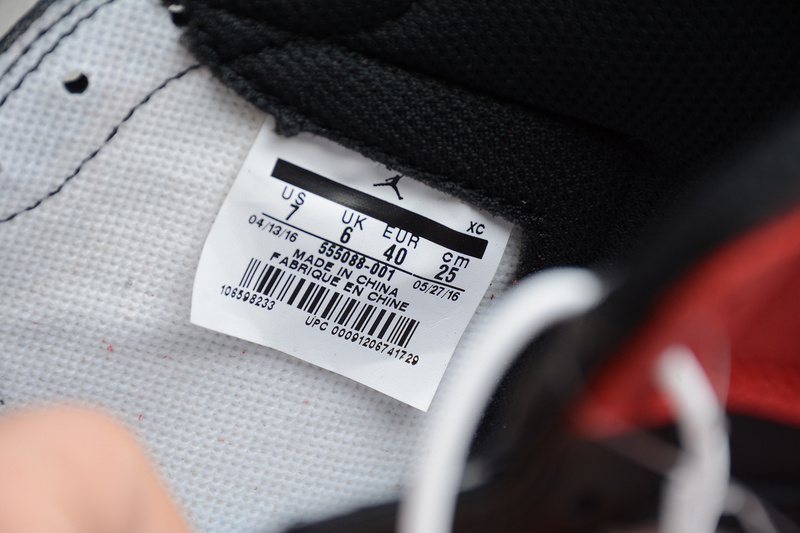 XC
US UK EUR cm
7 6 40 25
04/13/16 555088-001 05/27/16
MADE IN CHINA
FABRIQUE EN CHINE
106598233
UPC 00091206741729